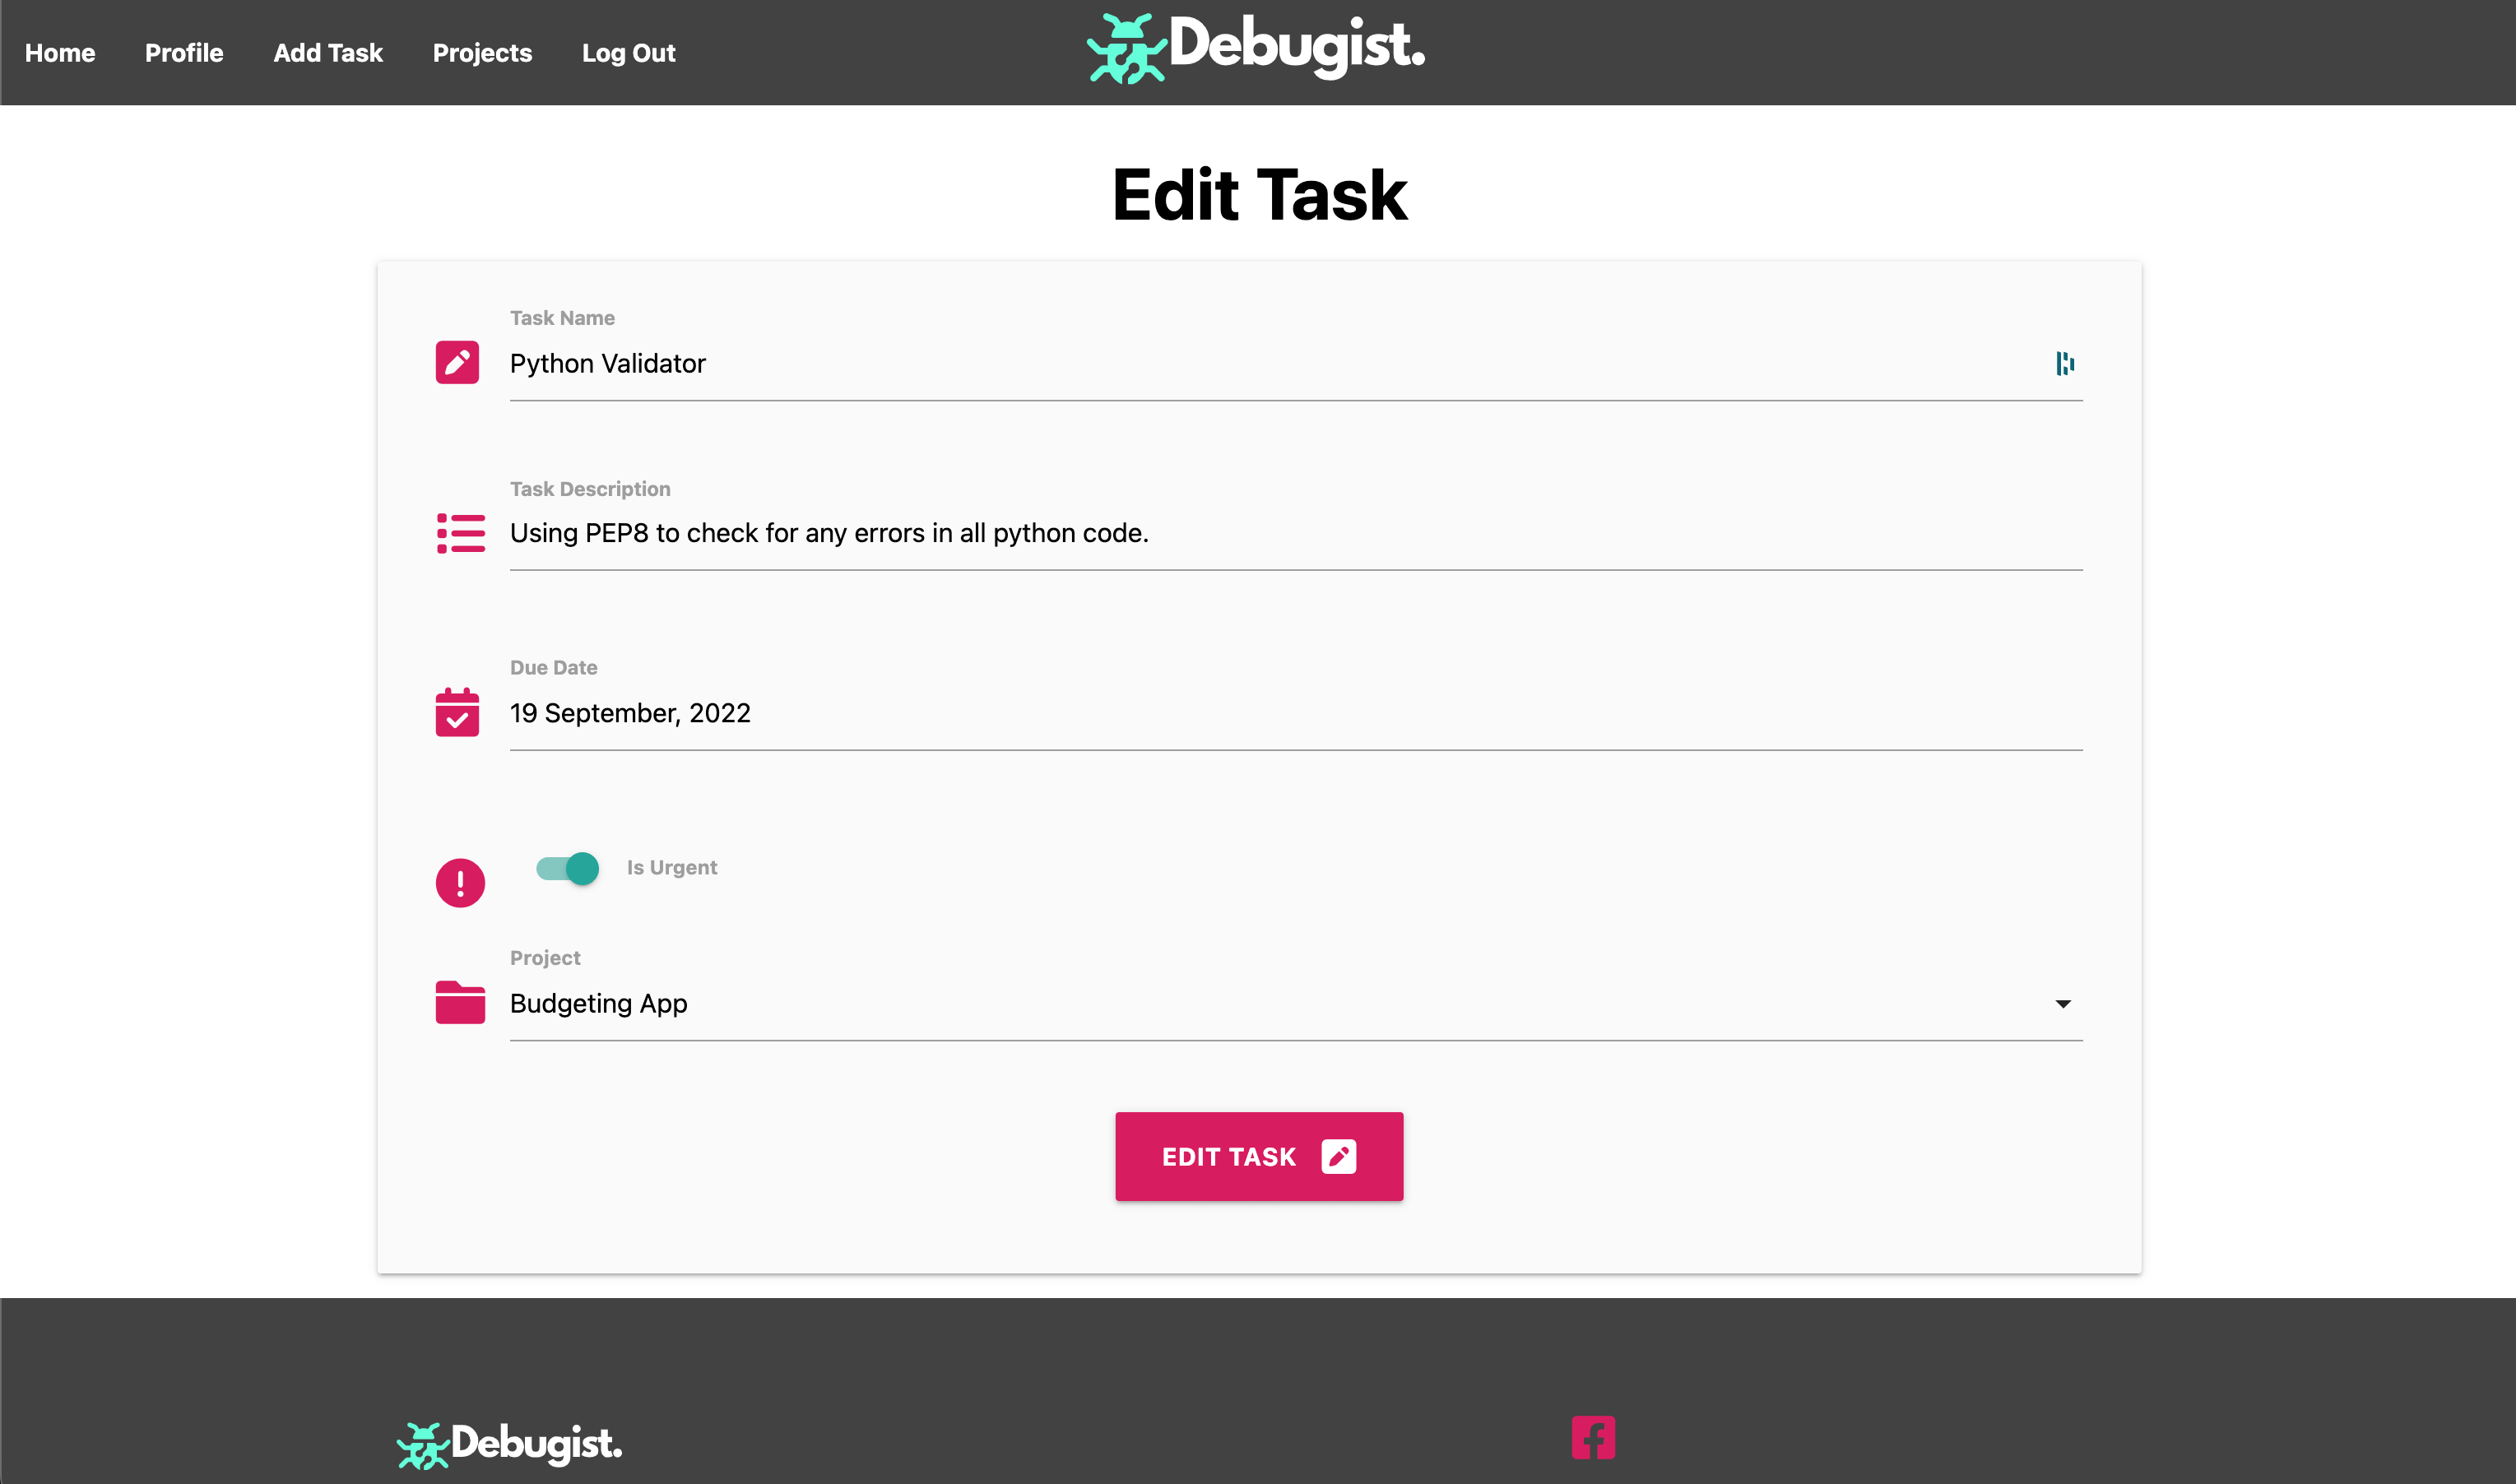 Home Profile Add Task Projects Log Out Debugist.
Edit Task
Task Name
Python Validator
Task Description
Using PEP8 to check for any errors in all python code.
Due Date
19 September, 2022
Is Urgent
Project
Budgeting App
EDIT TASK
Debugist.